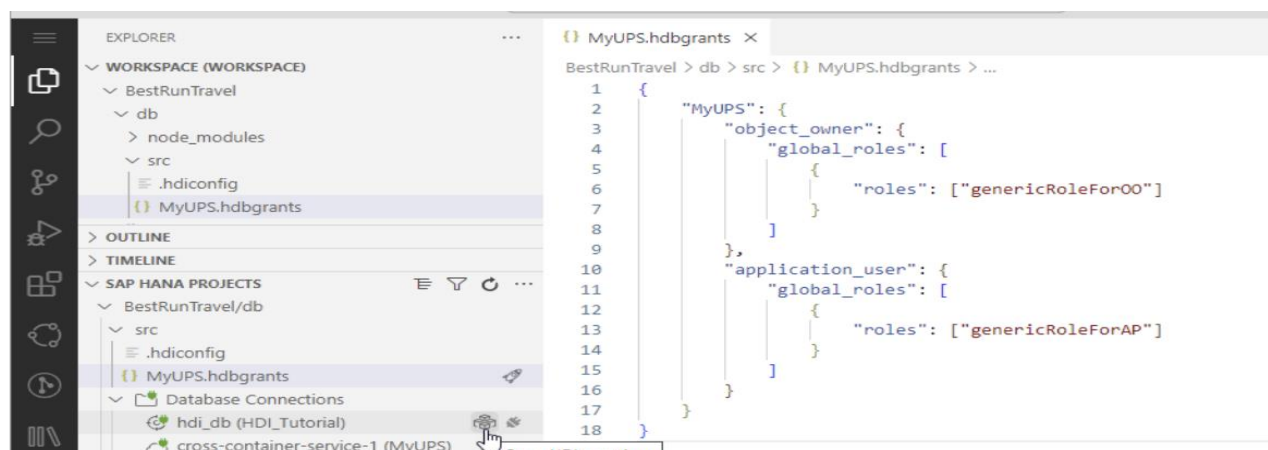 EXPLORER
...
WORKSPACE (WORKSPACE)
BestRunTravel
db
node_modules
src
.hdiconfig
{} MyUPS.hdbgrants
OUTLINE
TIMELINE
SAP HANA PROJECTS
...
BestRunTravel/db
src
.hdiconfig
{} MyUPS.hdbgrants
Database Connections
hdi_db (HDI_Tutorial)
cross-container-service-1 (MyUPS)
{} MyUPS.hdbgrants ×
BestRunTravel > db > src > {} MyUPS.hdbgrants > ...
1 {
2 "MyUPS": {
3 "object_owner": {
4 "global_roles": [
5 {
6 "roles": ["genericRoleForOO"]
7 }
8 ]
9 },
10 "application_user": {
11 "global_roles": [
12 {
13 "roles": ["genericRoleForAP"]
14 }
15 ]
16 }
17 }
18 }